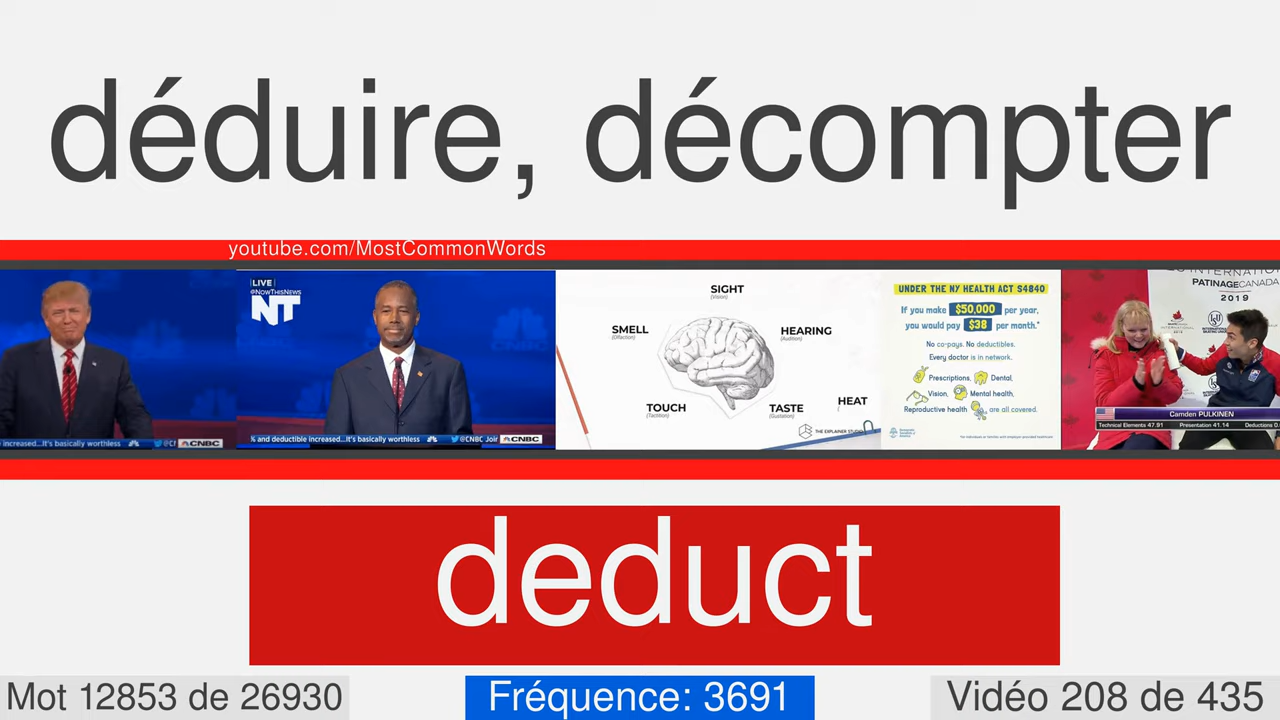 déduire, décompter
youtube.com/MostCommonWords
LIVE
@NowThisNews
NT
increased...It's basically worthless
CNBC
% and deductible increased...It's basically worthless
@CNBC Join
CNBC
SIGHT
(Vision)
SMELL
(Olfaction)
HEARING
(Audition)
TOUCH
(Tactition)
TASTE
(Gustation)
HEAT
THE EXPLAINER STUDIO
UNDER THE NY HEALTH ACT S4840
If you make $50,000 per year,
you would pay $38 per month.*
No co-pays. No deductibles.
Every doctor is in network.
Prescriptions, Dental,
Vision, Mental health,
Reproductive health are all covered.
PATINAGE CANADA
2019
Camden PULKINEN
Technical Elements 47.91 Presentation 41.14 Deductions 0.
deduct
Mot 12853 de 26930
Fréquence: 3691
Vidéo 208 de 435